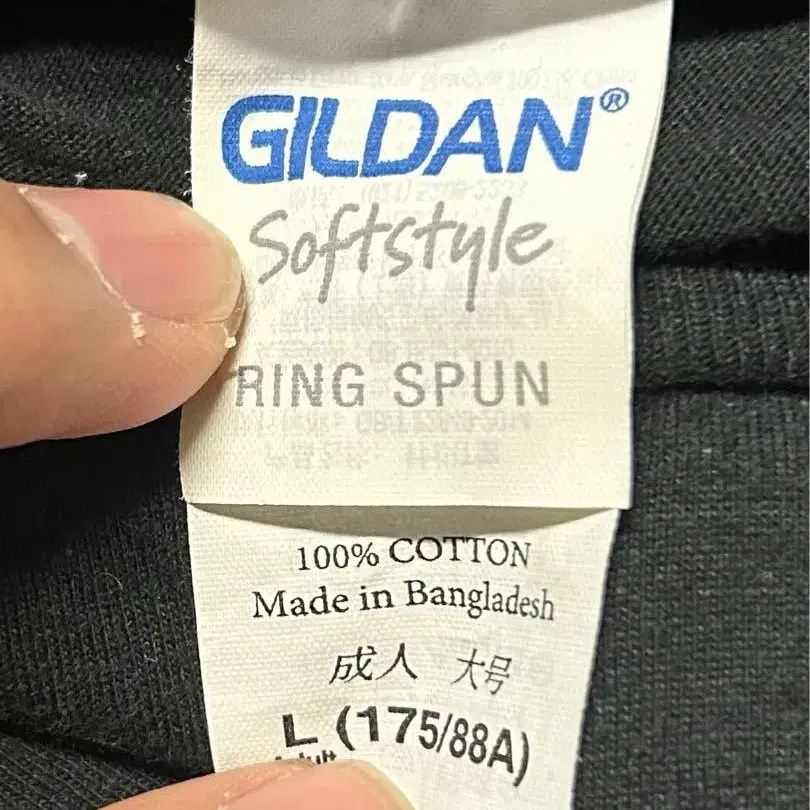 GILDAN®
Softstyle
RING SPUN
100% COTTON
Made in Bangladesh
成人 大号
L (175/88A)